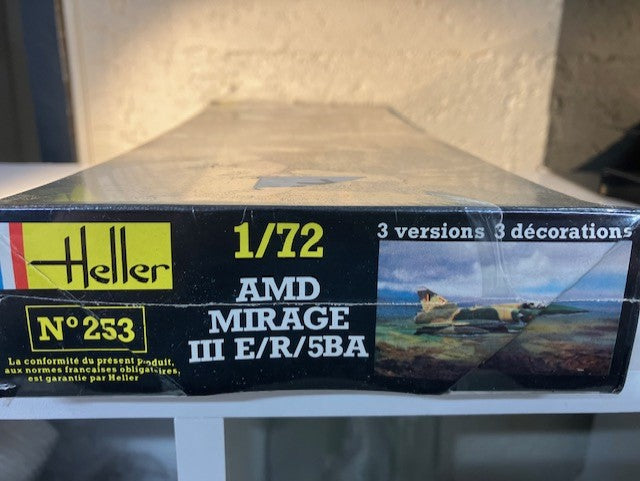 Heller
Nº 253
La conformité du présent produit,
aux normes françaises obligatoires,
est garantie par Heller
1/72
AMD
MIRAGE
III E/R/5BA
3 versions 3 décorations